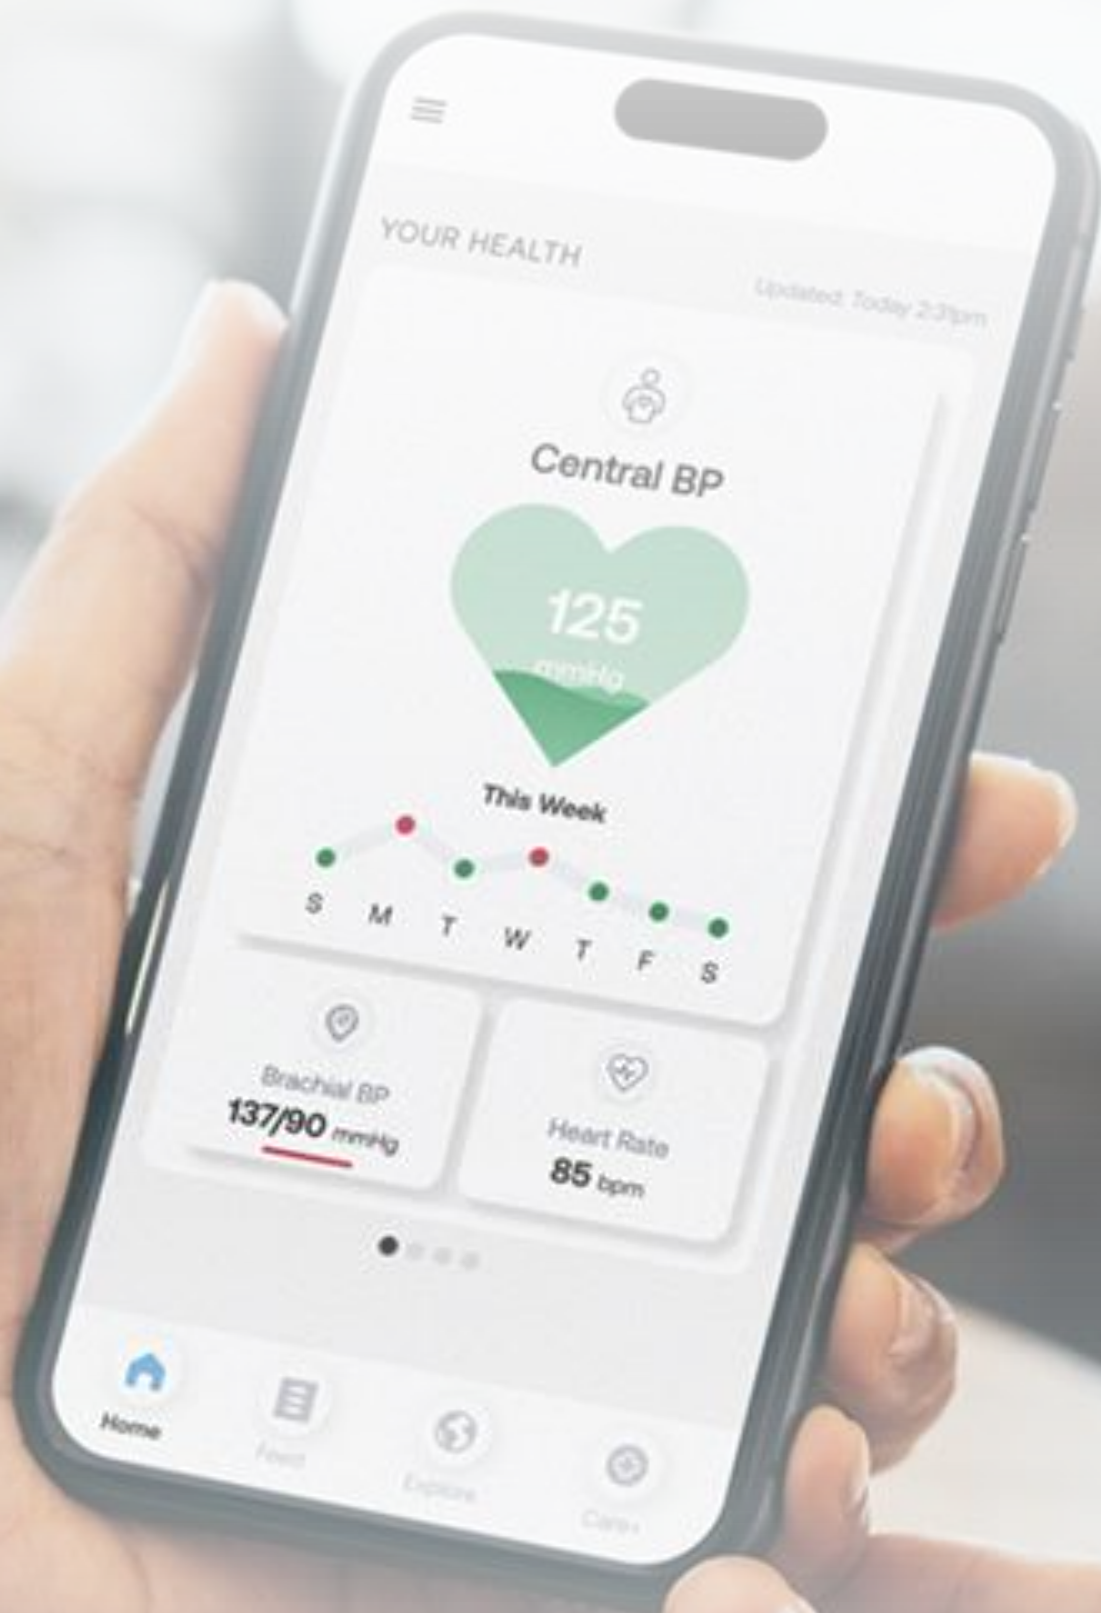 YOUR HEALTH
Updated: Today 2:31pm
Central BP
125
mmHg
This Week
S M T W T F S
Brachial BP
137/90 mmHg
Heart Rate
85 bpm
Home
Feed
Explore
Care+